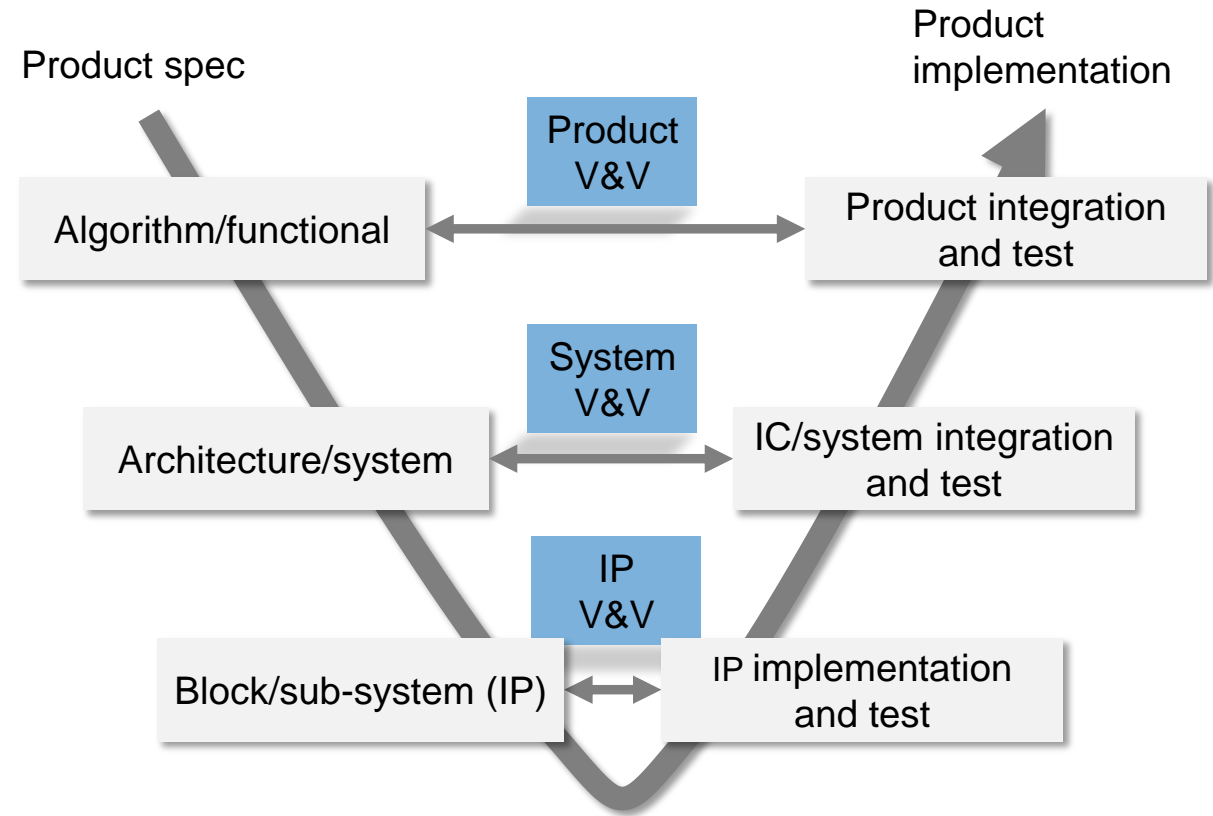 Product spec
Product
implementation
Product
V&V
Algorithm/functional
Product integration
and test
System
V&V
Architecture/system
IC/system integration
and test
IP
V&V
Block/sub-system (IP)
IP implementation
and test